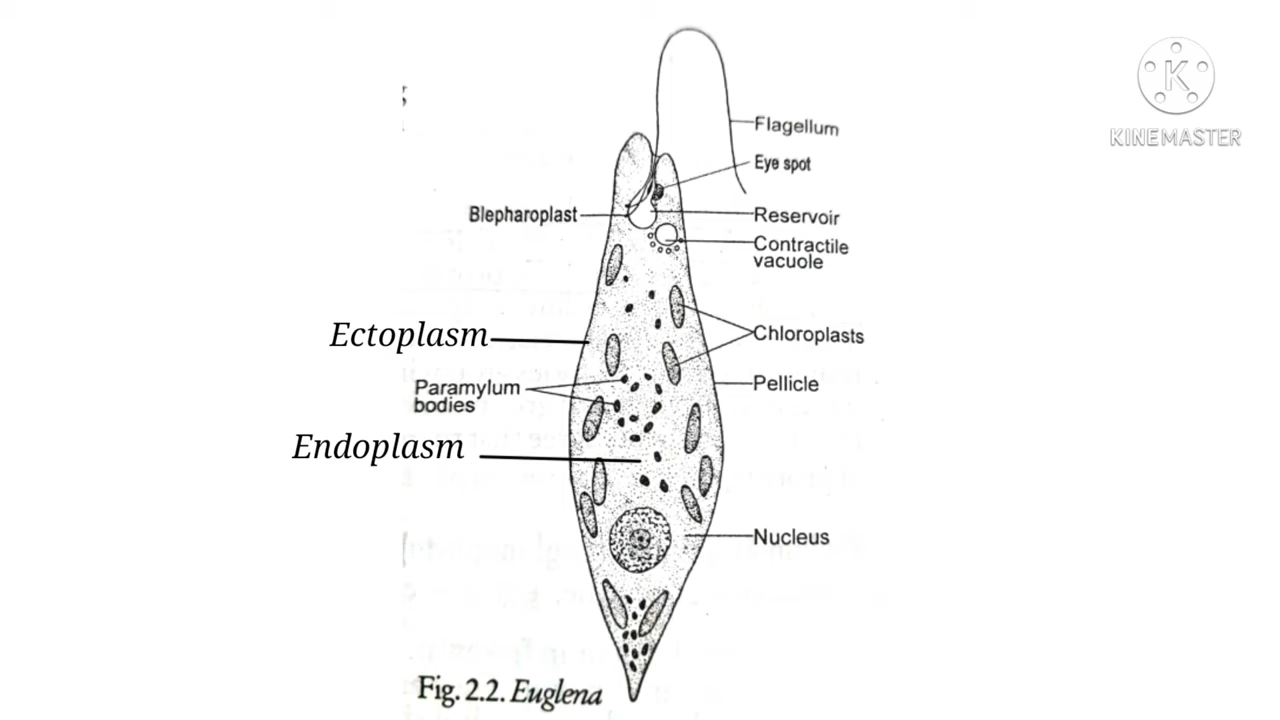 Flagellum
Eye spot
Blepharoplast
Reservoir
Contractile
vacuole
Ectoplasm
Chloroplasts
Paramylum
bodies
Pellicle
Endoplasm
Nucleus
Fig. 2.2. Euglena
K
KINEMASTER